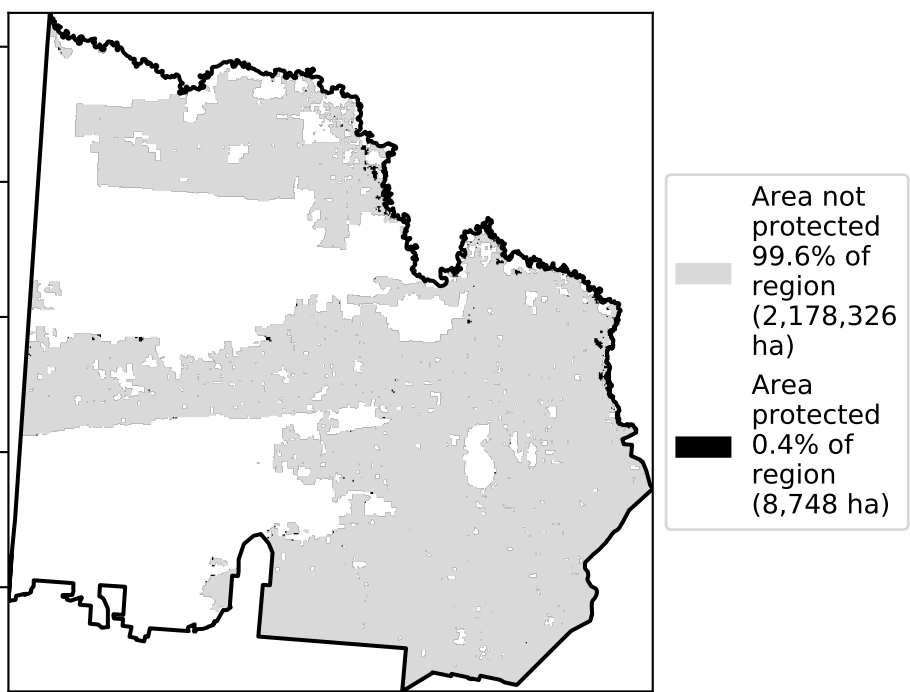 Area not
protected
99.6% of
region
(2,178,326
ha)
Area
protected
0.4% of
region
(8,748 ha)